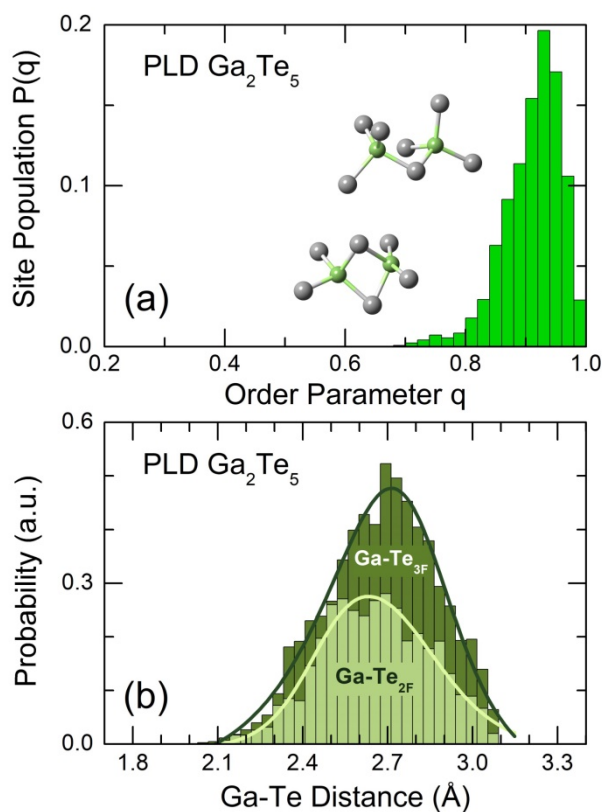 0.2
PLD Ga₂Te₅
Site Population P(q)
0.1
(a)
0.0
0.2 0.4 0.6 0.8 1.0
Order Parameter q
0.6
PLD Ga₂Te₅
Probability (a.u.)
Ga-Te₃F
0.3
Ga-Te₂F
(b)
0.0
1.8 2.1 2.4 2.7 3.0 3.3
Ga-Te Distance (Å)